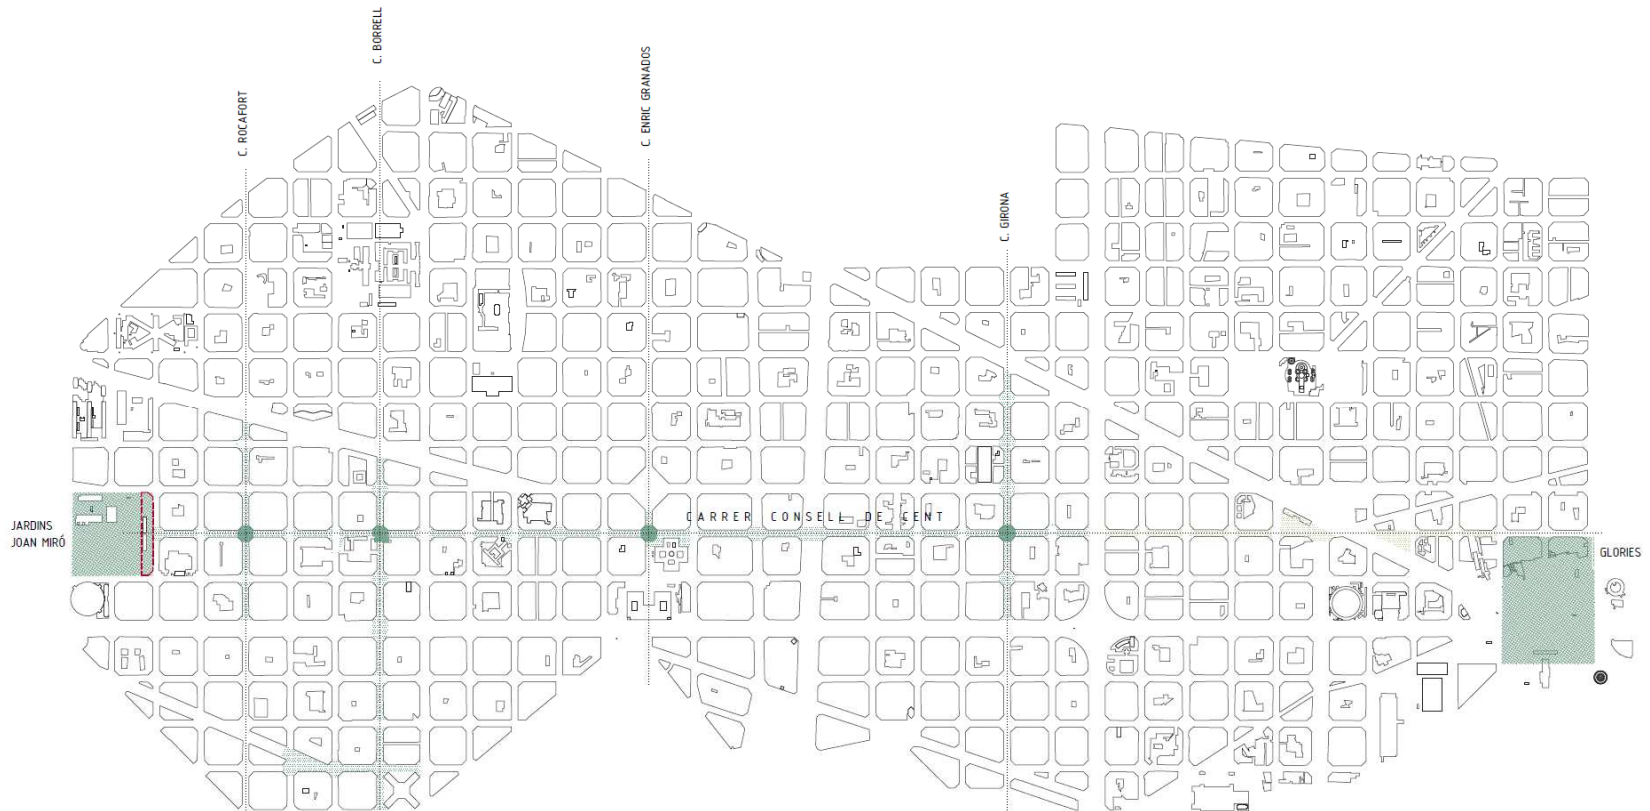 C. BORRELL
C. ENRIC GRANADOS
C. ROCAFORT
C. GIRONA
CARRER CONSELL DE CENT
JARDINS
JOAN MIRÓ
GLORIES